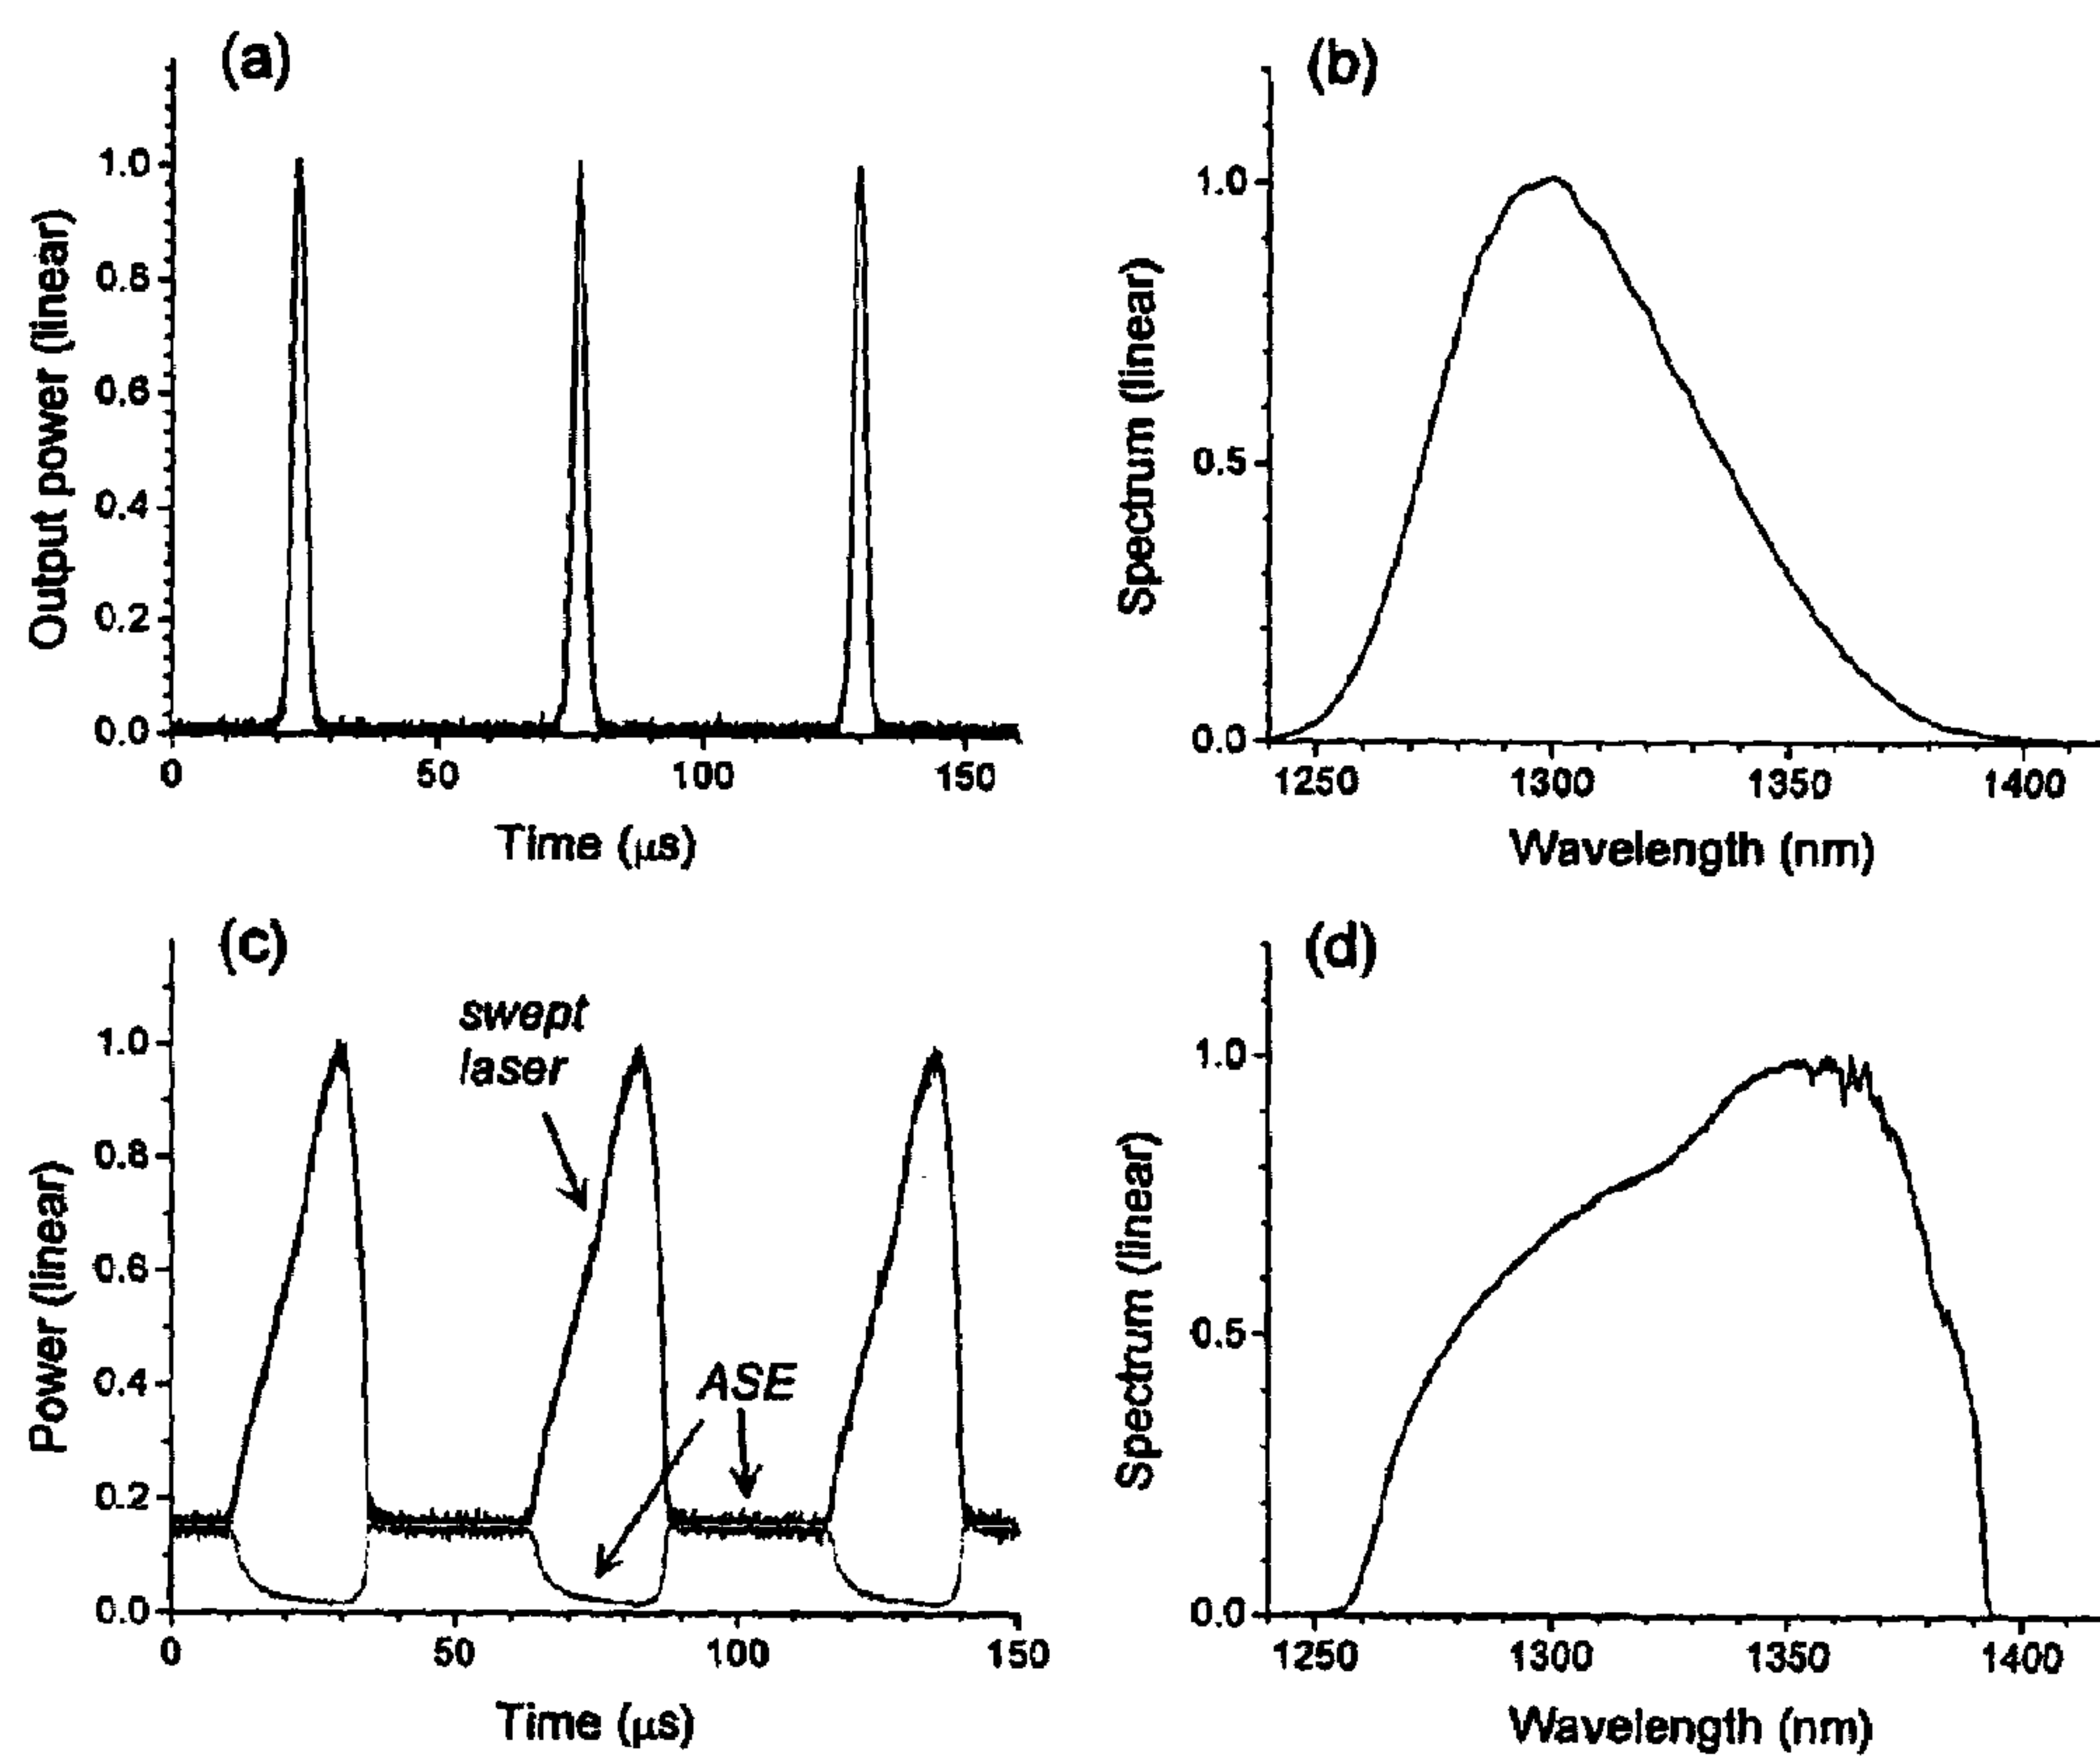 (a)
Output power (linear)
1.0
0.8
0.6
0.4
0.2
0.0
0
50
100
150
Time (μs)
(b)
Spectrum (linear)
1.0
0.5
0.0
1250
1300
1350
1400
Wavelength (nm)
(c)
Power (linear)
1.0
0.8
0.6
0.4
0.2
0.0
swept
laser
ASE
0
50
100
150
Time (μs)
(d)
Spectrum (linear)
1.0
0.5
0.0
1250
1300
1350
1400
Wavelength (nm)